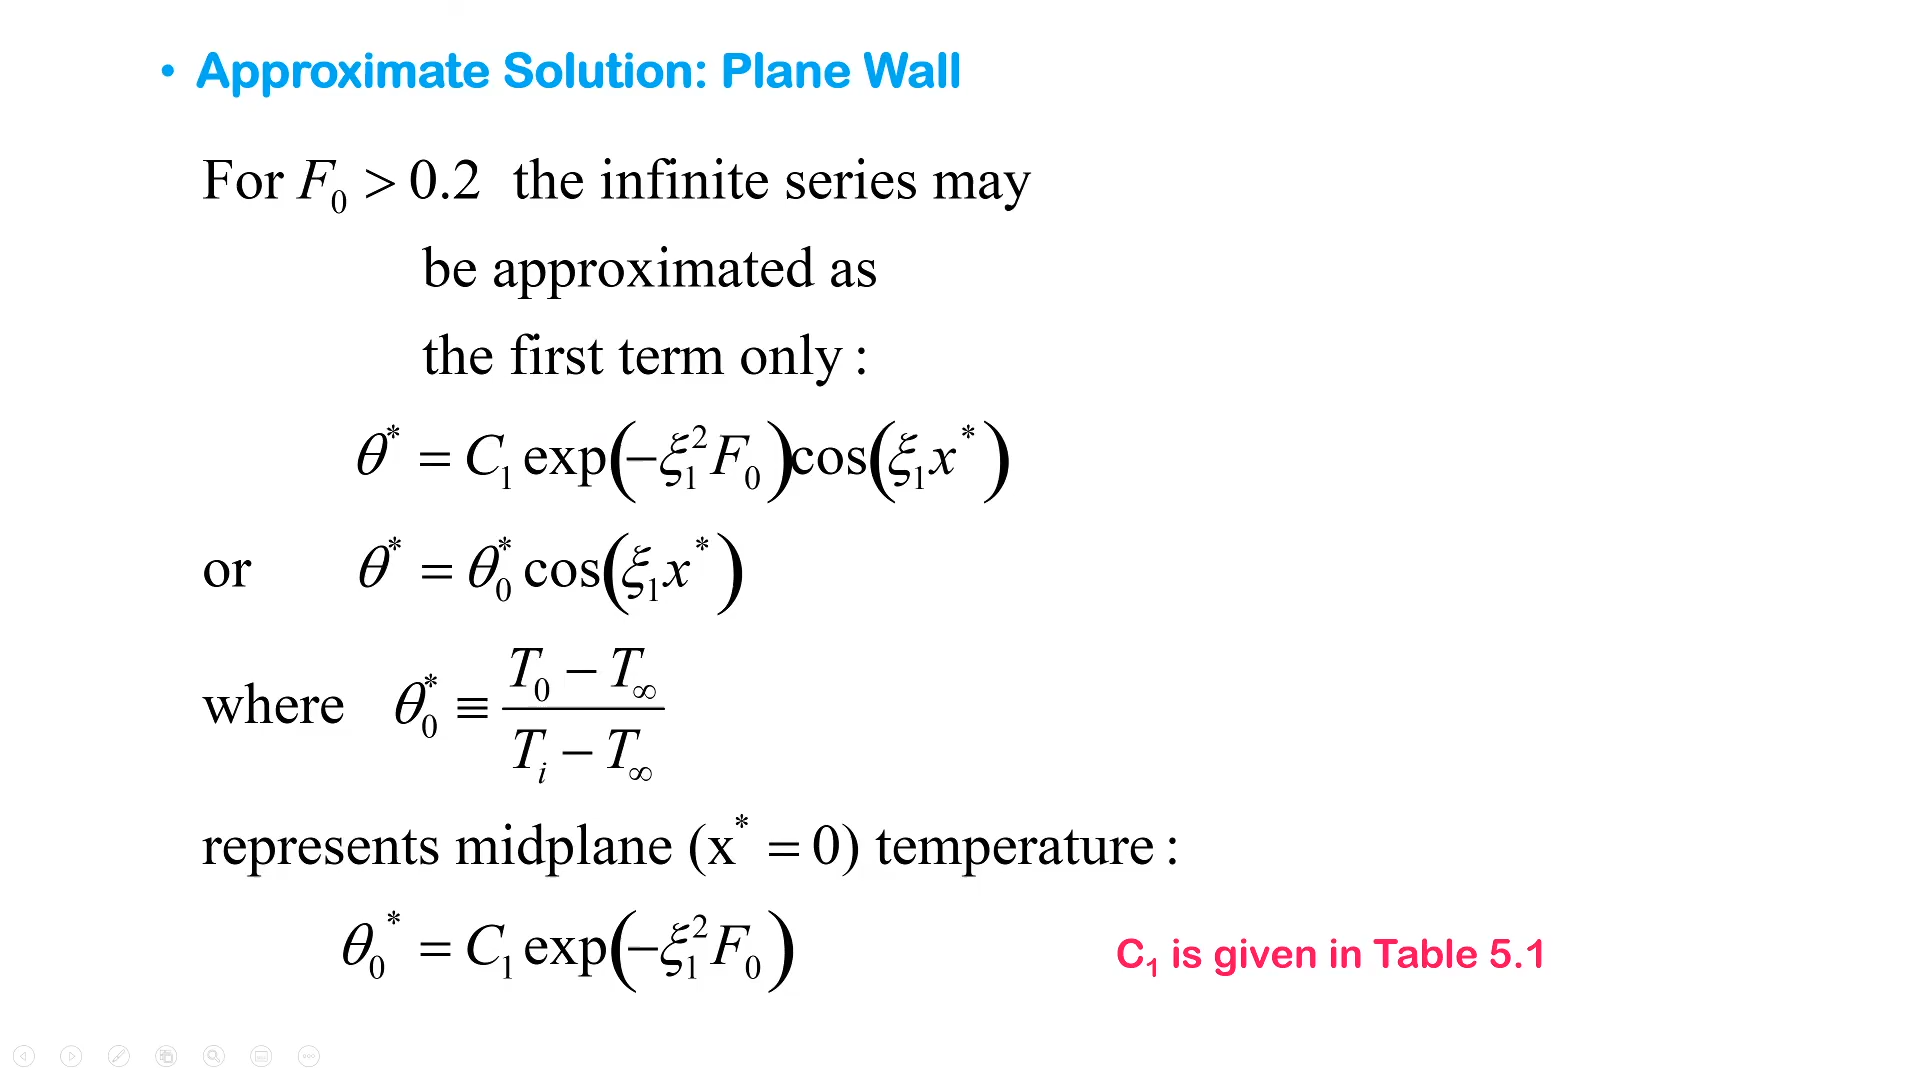 • Approximate Solution: Plane Wall
For F₀ > 0.2 the infinite series may
be approximated as
the first term only :
θ* = C₁ exp(−ξ₁²F₀)cos(ξ₁x*)
or θ* = θ₀* cos(ξ₁x*)
where θ₀* ≡ (T₀ − T∞)/(Tᵢ − T∞)
represents midplane (x* = 0) temperature :
θ₀* = C₁ exp(−ξ₁²F₀)
C₁ is given in Table 5.1